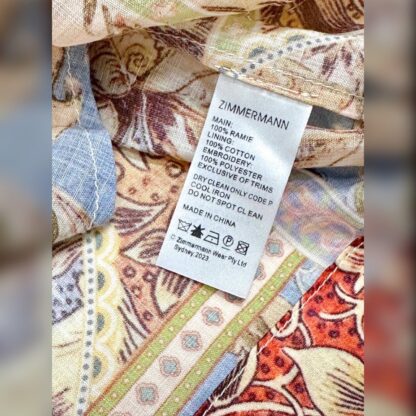 ZIMMERMANN
MAIN:
100% RAMIE
LINING:
100% COTTON
EMBROIDERY:
100% POLYESTER
EXCLUSIVE OF TRIMS
DRY CLEAN ONLY CODE P
COOL IRON
DO NOT SPOT CLEAN
MADE IN CHINA
© Zimmermann Wear Pty Ltd
Sydney, 2023